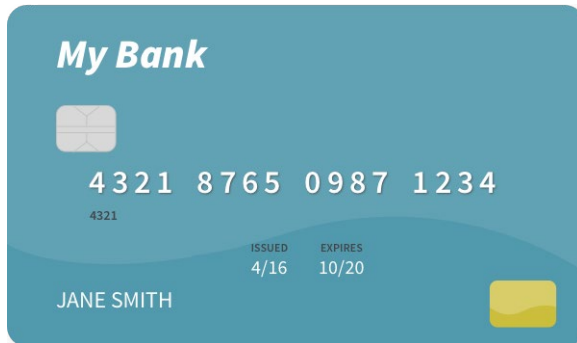 My Bank
4321 8765 0987 1234
4321
ISSUED EXPIRES
4/16 10/20
JANE SMITH